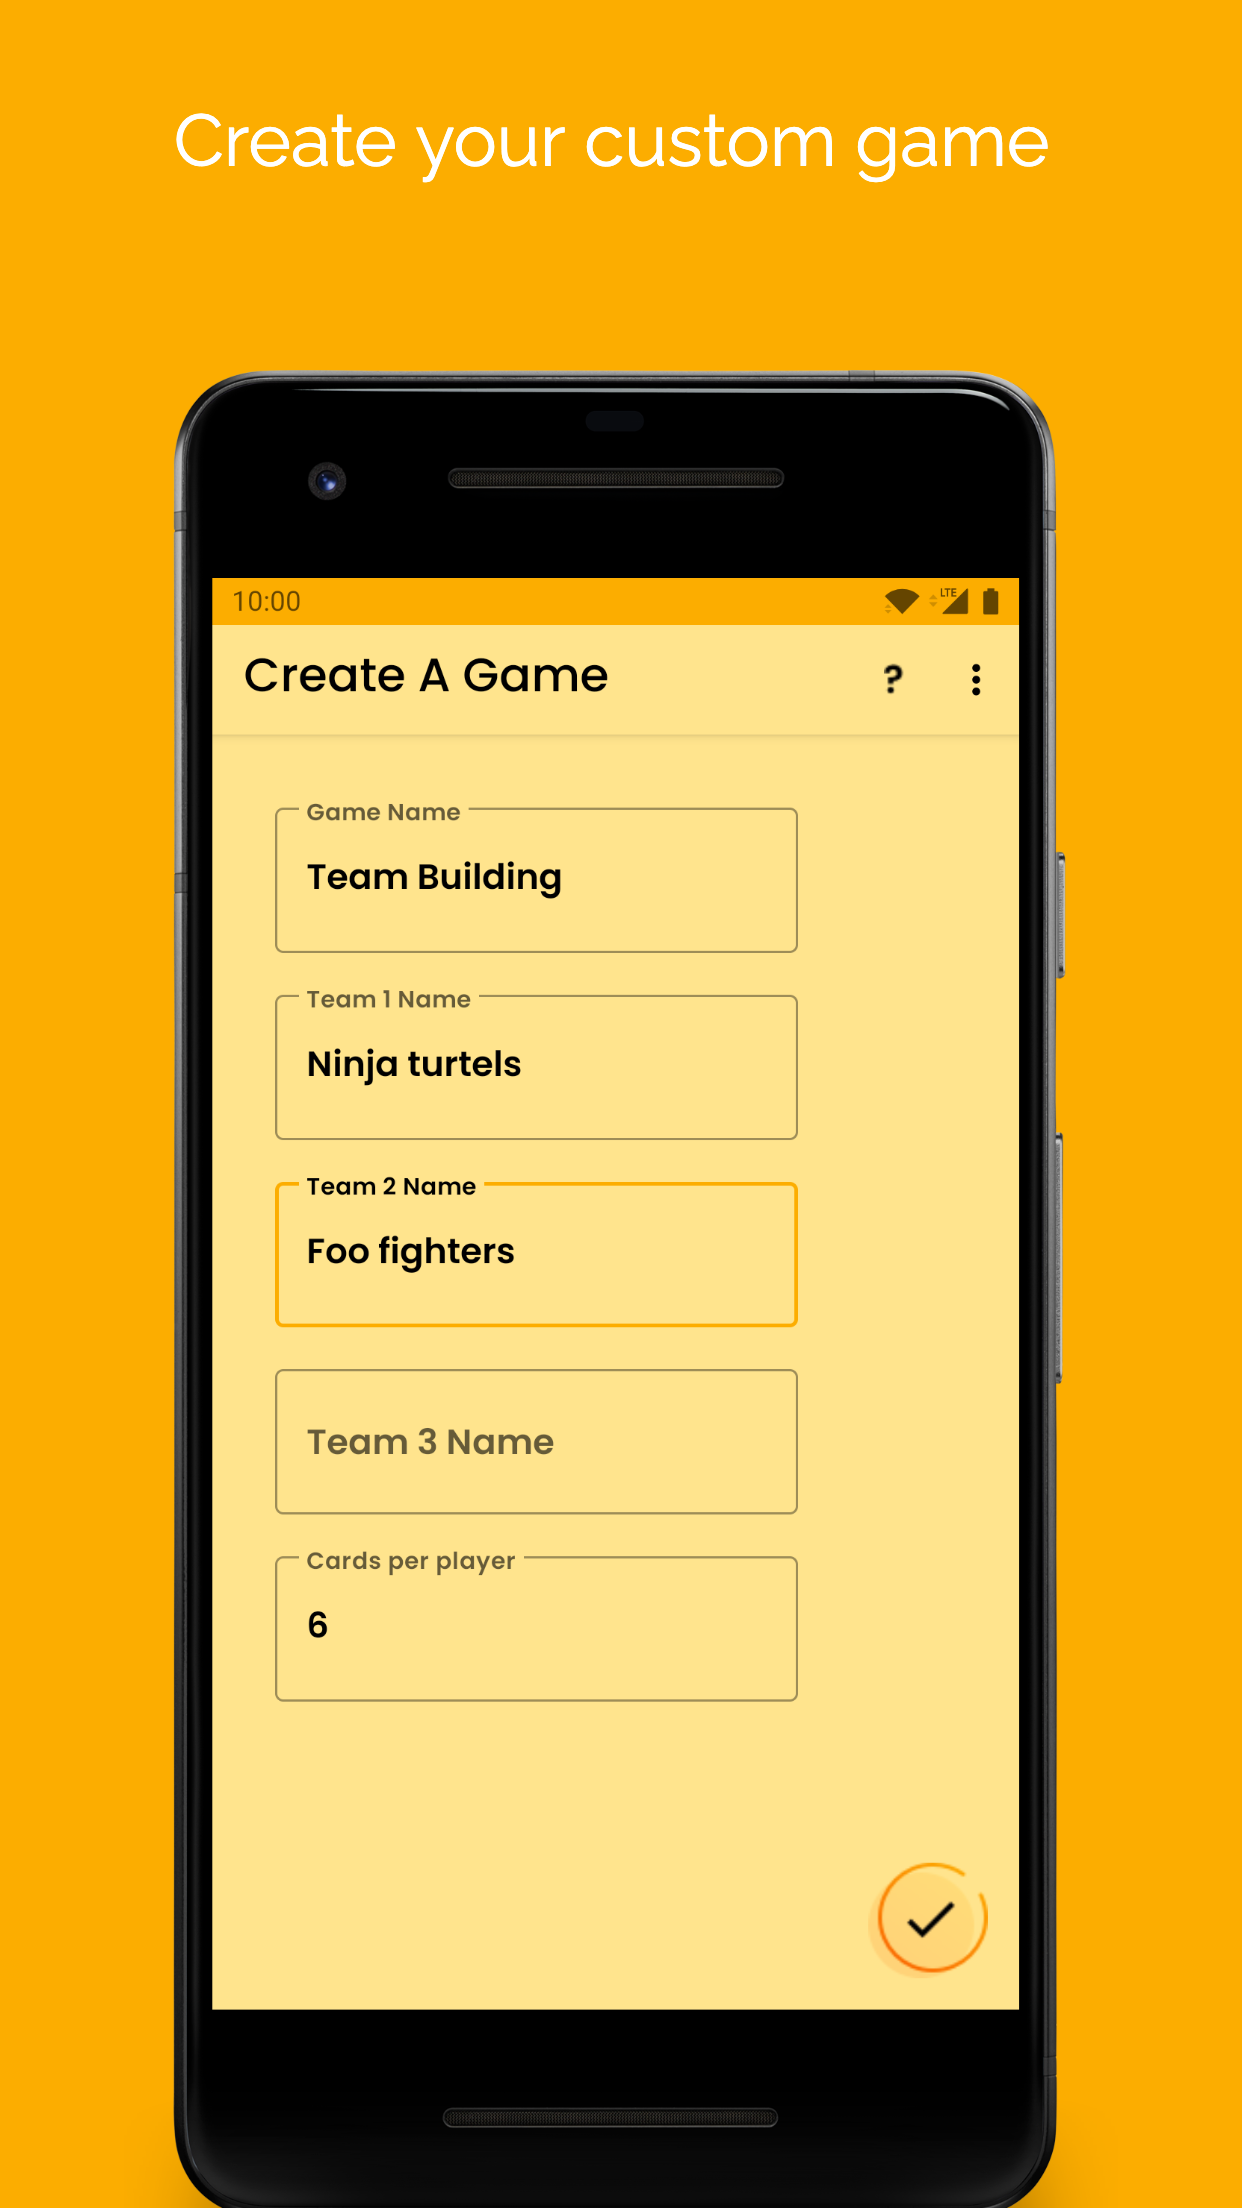 Create your custom game
10:00
LTE
Create A Game
?
Game Name
Team Building
Team 1 Name
Ninja turtels
Team 2 Name
Foo fighters
Team 3 Name
Cards per player
6